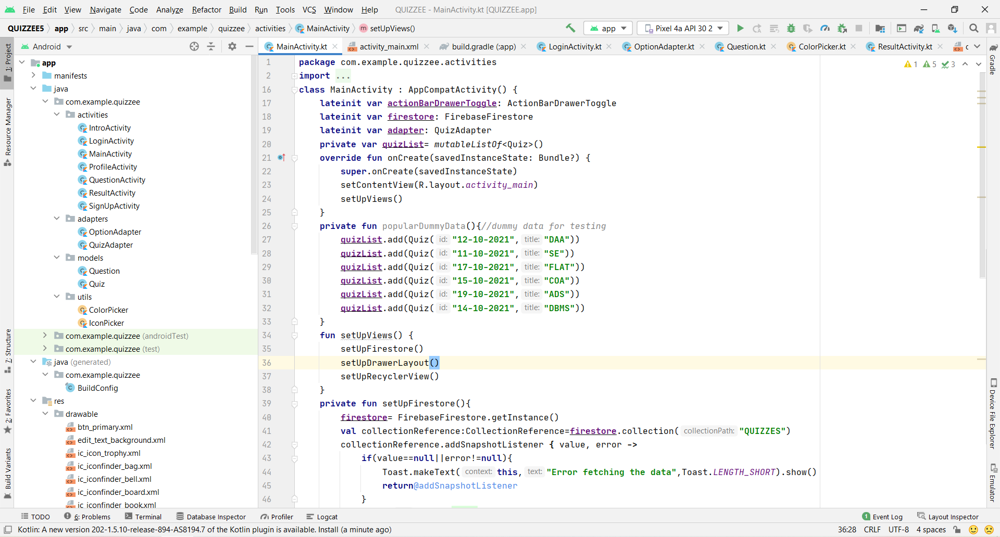 File Edit View Navigate Code Analyze Refactor Build Run Tools VCS Window Help QUIZZEE - MainActivity.kt [QUIZZEE.app]
QUIZZEE5 app src main java com example quizzee activities MainActivity setUpViews() app Pixel 4a API 30 2
Android
MainActivity.kt activity_main.xml build.gradle (:app) LoginActivity.kt OptionAdapter.kt Question.kt ColorPicker.kt ResultActivity.kt
1: Project
Resource Manager
7: Structure
2: Favorites
Build Variants
app
manifests
java
com.example.quizzee
activities
IntroActivity
LoginActivity
MainActivity
ProfileActivity
QuestionActivity
ResultActivity
SignUpActivity
adapters
OptionAdapter
QuizAdapter
models
Question
Quiz
utils
ColorPicker
IconPicker
com.example.quizzee (androidTest)
com.example.quizzee (test)
java (generated)
com.example.quizzee
BuildConfig
res
drawable
btn_primary.xml
edit_text_background.xml
ic_icon_trophy.xml
ic_iconfinder_bag.xml
ic_iconfinder_bell.xml
ic_iconfinder_board.xml
ic_iconfinder_book.xml
1 package com.example.quizzee.activities
2 import ...
16 class MainActivity : AppCompatActivity() {
17 lateinit var actionBarDrawerToggle: ActionBarDrawerToggle
18 lateinit var firestore: FirebaseFirestore
19 lateinit var adapter: QuizAdapter
20 private var quizList= mutableListOf<Quiz>()
21 override fun onCreate(savedInstanceState: Bundle?) {
22 super.onCreate(savedInstanceState)
23 setContentView(R.layout.activity_main)
24 setUpViews()
25 }
26 private fun popularDummyData(){//dummy data for testing
27 quizList.add(Quiz( id: "12-10-2021", title: "DAA"))
28 quizList.add(Quiz( id: "11-10-2021", title: "SE"))
29 quizList.add(Quiz( id: "17-10-2021", title: "FLAT"))
30 quizList.add(Quiz( id: "15-10-2021", title: "COA"))
31 quizList.add(Quiz( id: "19-10-2021", title: "ADS"))
32 quizList.add(Quiz( id: "14-10-2021", title: "DBMS"))
33 }
34 fun setUpViews() {
35 setUpFirestore()
36 setUpDrawerLayout()
37 setUpRecyclerView()
38 }
39 private fun setUpFirestore(){
40 firestore= FirebaseFirestore.getInstance()
41 val collectionReference:CollectionReference=firestore.collection( collectionPath: "QUIZZES")
42 collectionReference.addSnapshotListener { value, error ->
43 if(value==null||error!=null){
44 Toast.makeText( context: this, text: "Error fetching the data",Toast.LENGTH_SHORT).show()
45 return@addSnapshotListener
46 }
1 5 3
Gradle
Device File Explorer
Emulator
TODO 6: Problems Terminal Database Inspector Profiler Logcat 1 Event Log Layout Inspector
Kotlin: A new version 202-1.5.10-release-894-AS8194.7 of the Kotlin plugin is available. Install (a minute ago) 36:28 CRLF UTF-8 4 spaces